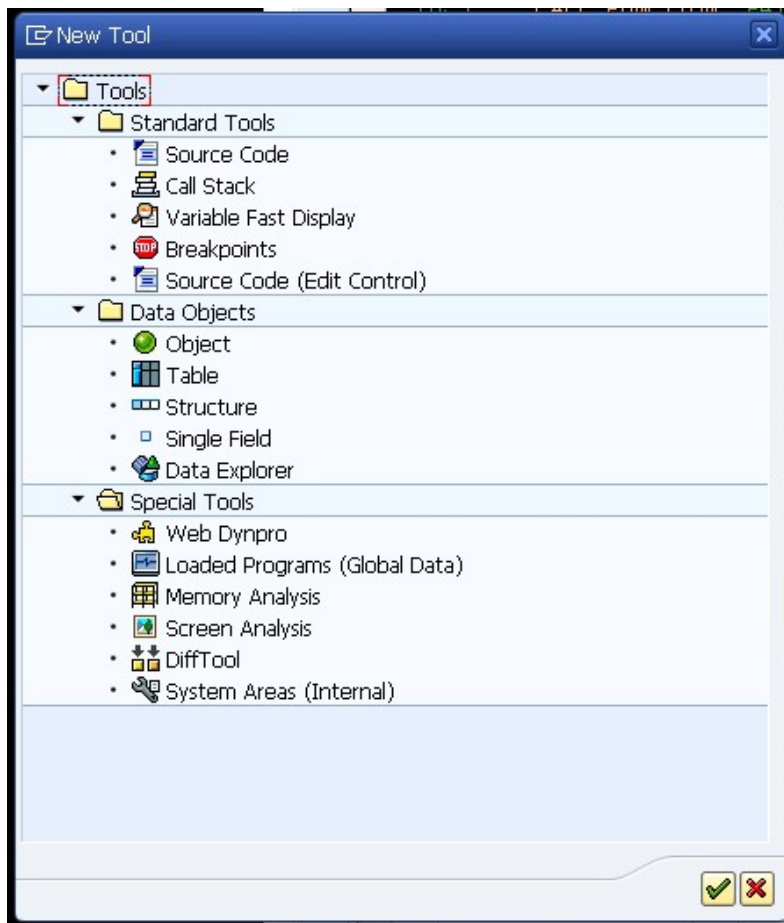 New Tool
Tools
Standard Tools
Source Code
Call Stack
Variable Fast Display
STOP Breakpoints
Source Code (Edit Control)
Data Objects
Object
Table
Structure
Single Field
Data Explorer
Special Tools
Web Dynpro
Loaded Programs (Global Data)
Memory Analysis
Screen Analysis
DiffTool
System Areas (Internal)